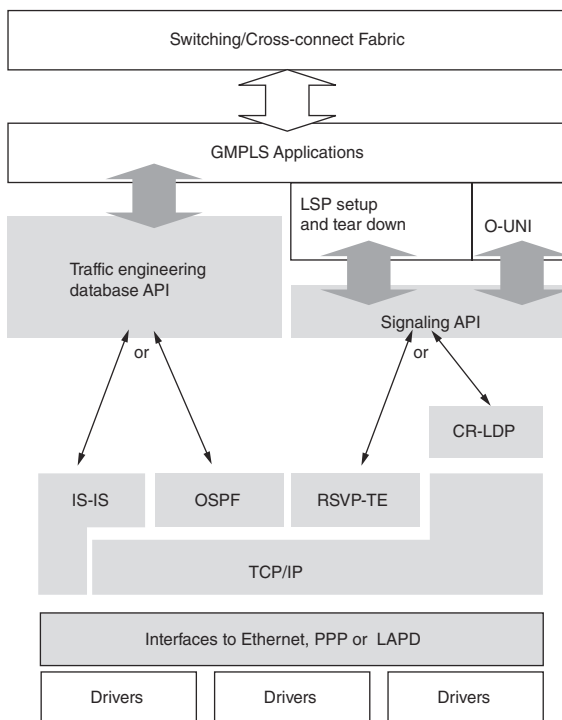 Switching/Cross-connect Fabric
GMPLS Applications
LSP setup
and tear down
O-UNI
Traffic engineering
database API
Signaling API
or
or
CR-LDP
IS-IS
OSPF
RSVP-TE
TCP/IP
Interfaces to Ethernet, PPP or LAPD
Drivers
Drivers
Drivers